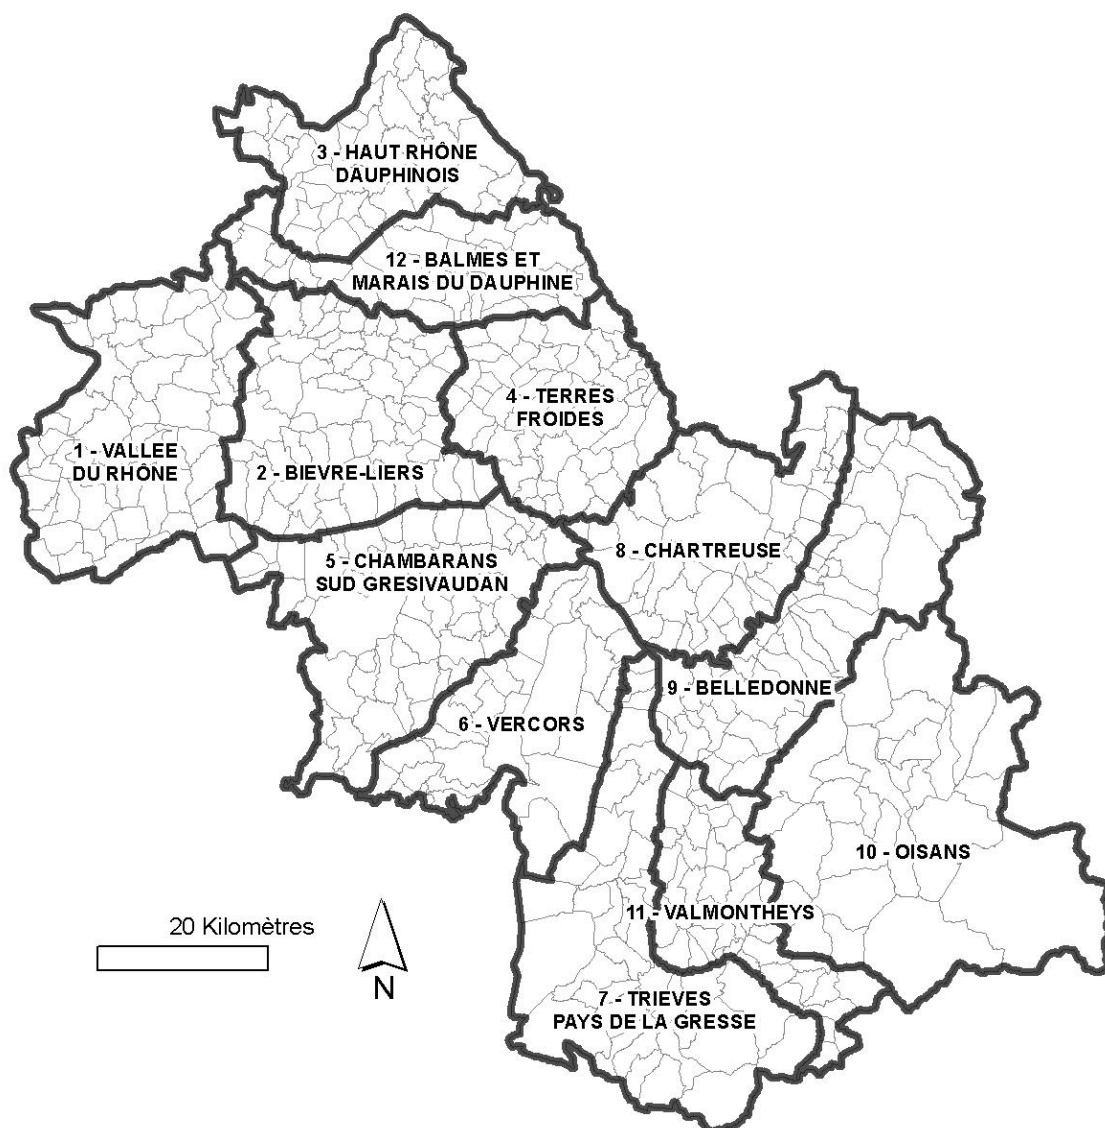 3 - HAUT RHÔNE
DAUPHINOIS
12 - BALMES ET
MARAIS DU DAUPHINE
4 - TERRES
FROIDES
1 - VALLEE
DU RHÔNE
2 - BIEVRE-LIERS
8 - CHARTREUSE
5 - CHAMBARANS
SUD GRESIVAUDAN
9 - BELLEDONNE
6 - VERCORS
10 - OISANS
11 - VALMONTHEYS
20 Kilomètres
N
7 - TRIEVES
PAYS DE LA GRESSE